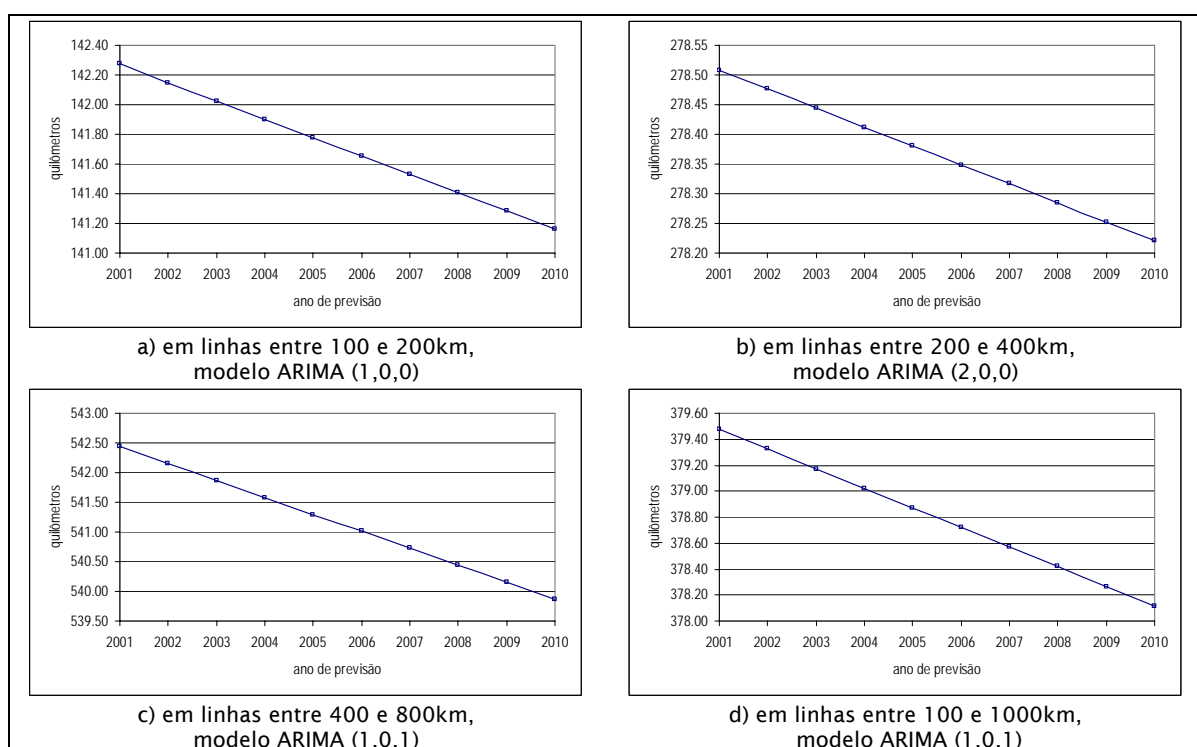 142.40
142.20
142.00
141.80
141.60
141.40
141.20
141.00
quilômetros
2001 2002 2003 2004 2005 2006 2007 2008 2009 2010
ano de previsão
a) em linhas entre 100 e 200km,
modelo ARIMA (1,0,0)
278.55
278.50
278.45
278.40
278.35
278.30
278.25
278.20
quilômetros
2001 2002 2003 2004 2005 2006 2007 2008 2009 2010
ano de previsão
b) em linhas entre 200 e 400km,
modelo ARIMA (2,0,0)
543.00
542.50
542.00
541.50
541.00
540.50
540.00
539.50
quilômetros
2001 2002 2003 2004 2005 2006 2007 2008 2009 2010
ano de previsão
c) em linhas entre 400 e 800km,
modelo ARIMA (1,0,1)
379.60
379.40
379.20
379.00
378.80
378.60
378.40
378.20
378.00
quilômetros
2001 2002 2003 2004 2005 2006 2007 2008 2009 2010
ano de previsão
d) em linhas entre 100 e 1000km,
modelo ARIMA (1,0,1)